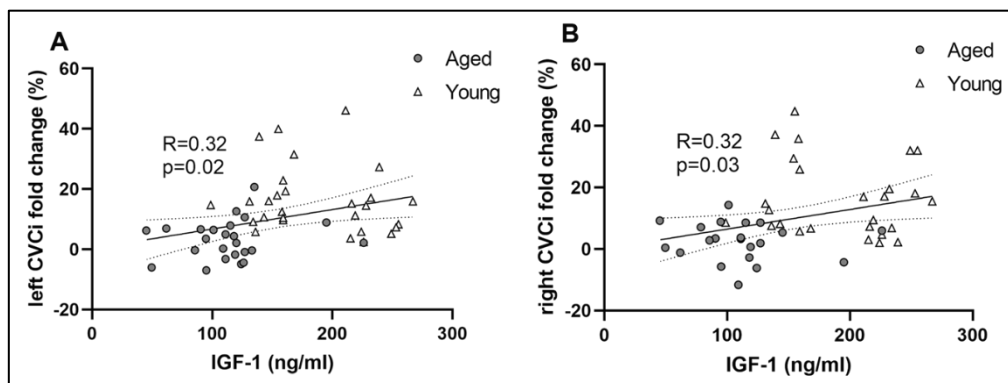 A
Aged
Young
R=0.32
p=0.02
left CVCi fold change (%)
60
40
20
0
-20
0
100
200
300
IGF-1 (ng/ml)
B
Aged
Young
R=0.32
p=0.03
right CVCi fold change (%)
60
40
20
0
-20
0
100
200
300
IGF-1 (ng/ml)